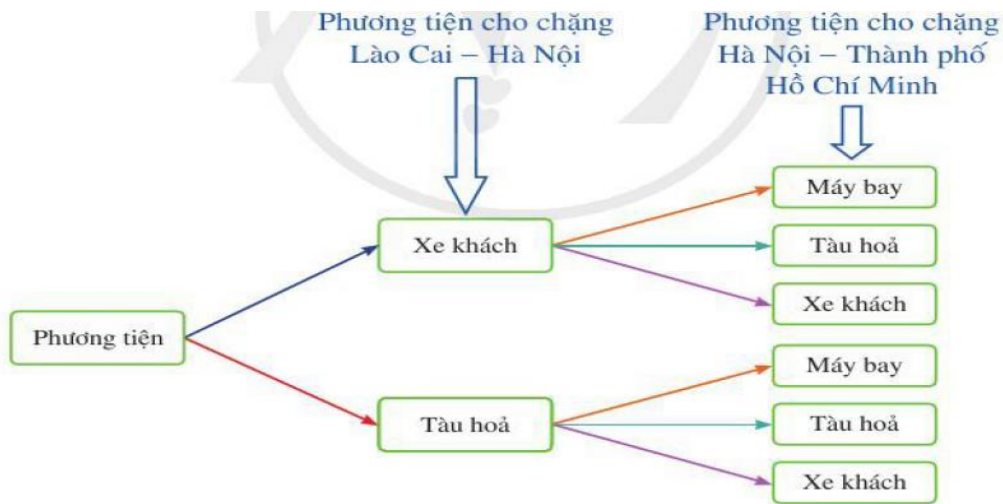 Phương tiện cho chặng
Lào Cai – Hà Nội
Phương tiện cho chặng
Hà Nội – Thành phố
Hồ Chí Minh
Phương tiện
Xe khách
Máy bay
Tàu hoả
Xe khách
Tàu hoả
Máy bay
Tàu hoả
Xe khách